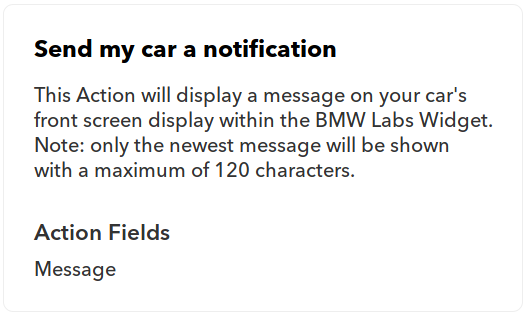 Send my car a notification
This Action will display a message on your car's
front screen display within the BMW Labs Widget.
Note: only the newest message will be shown
with a maximum of 120 characters.
Action Fields
Message